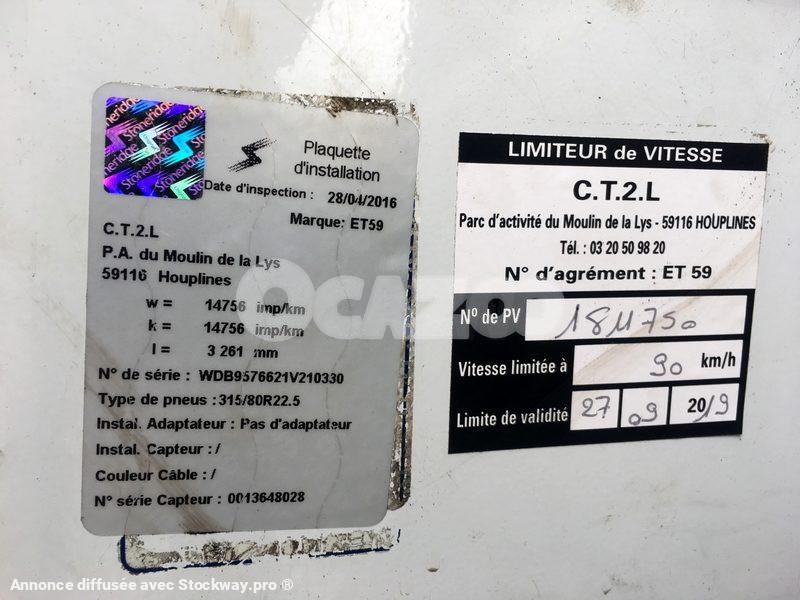 Stoneridge
Plaquette
d'installation
Date d'inspection : 28/04/2016
Marque: ET59
C.T.2.L
P.A. du Moulin de la Lys
59116 Houplines
w = 14756 imp/km
k = 14756 imp/km
l = 3 261 mm
N° de série : WDB9576621V210330
Type de pneus : 315/80R22.5
Instal. Adaptateur : Pas d'adaptateur
Instal. Capteur : /
Couleur Câble : /
N° série Capteur : 0013648028
LIMITEUR de VITESSE
C.T.2.L
Parc d'activité du Moulin de la Lys - 59116 HOUPLINES
Tél. : 03 20 50 98 20
N° d'agrément : ET 59
N° de PV 1811750
Vitesse limitée à 90 km/h
Limite de validité 27 09 2019
OCAZOO
Annonce diffusée avec Stockway.pro ®